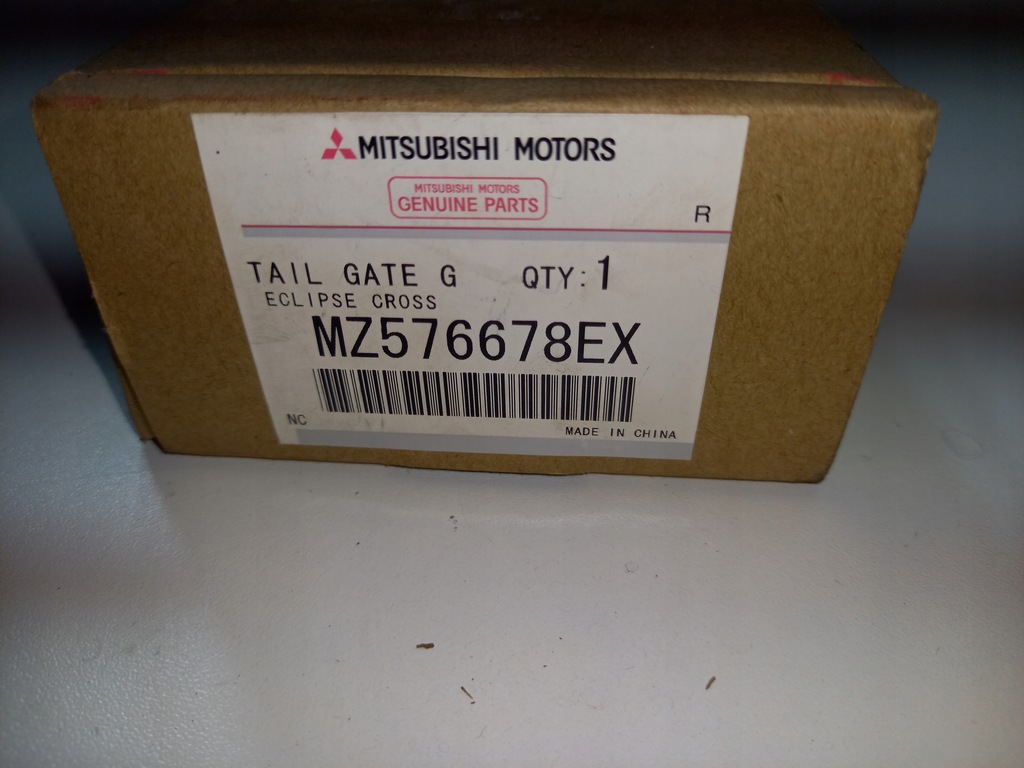 MITSUBISHI MOTORS
MITSUBISHI MOTORS
GENUINE PARTS
R
TAIL GATE G QTY:1
ECLIPSE CROSS
MZ576678EX
NC
MADE IN CHINA